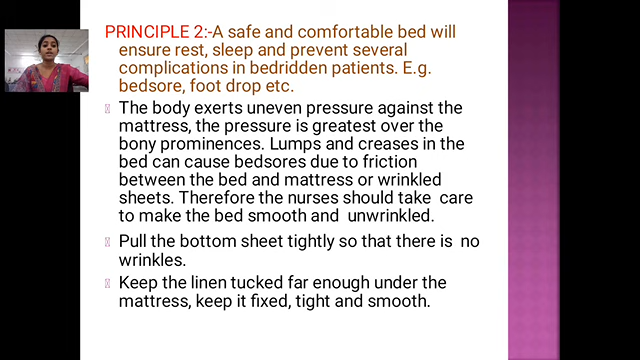 PRINCIPLE 2:-A safe and comfortable bed will
ensure rest, sleep and prevent several
complications in bedridden patients. E.g.
bedsore, foot drop etc.
The body exerts uneven pressure against the
mattress, the pressure is greatest over the
bony prominences. Lumps and creases in the
bed can cause bedsores due to friction
between the bed and mattress or wrinkled
sheets. Therefore the nurses should take care
to make the bed smooth and unwrinkled.
Pull the bottom sheet tightly so that there is no
wrinkles.
Keep the linen tucked far enough under the
mattress, keep it fixed, tight and smooth.